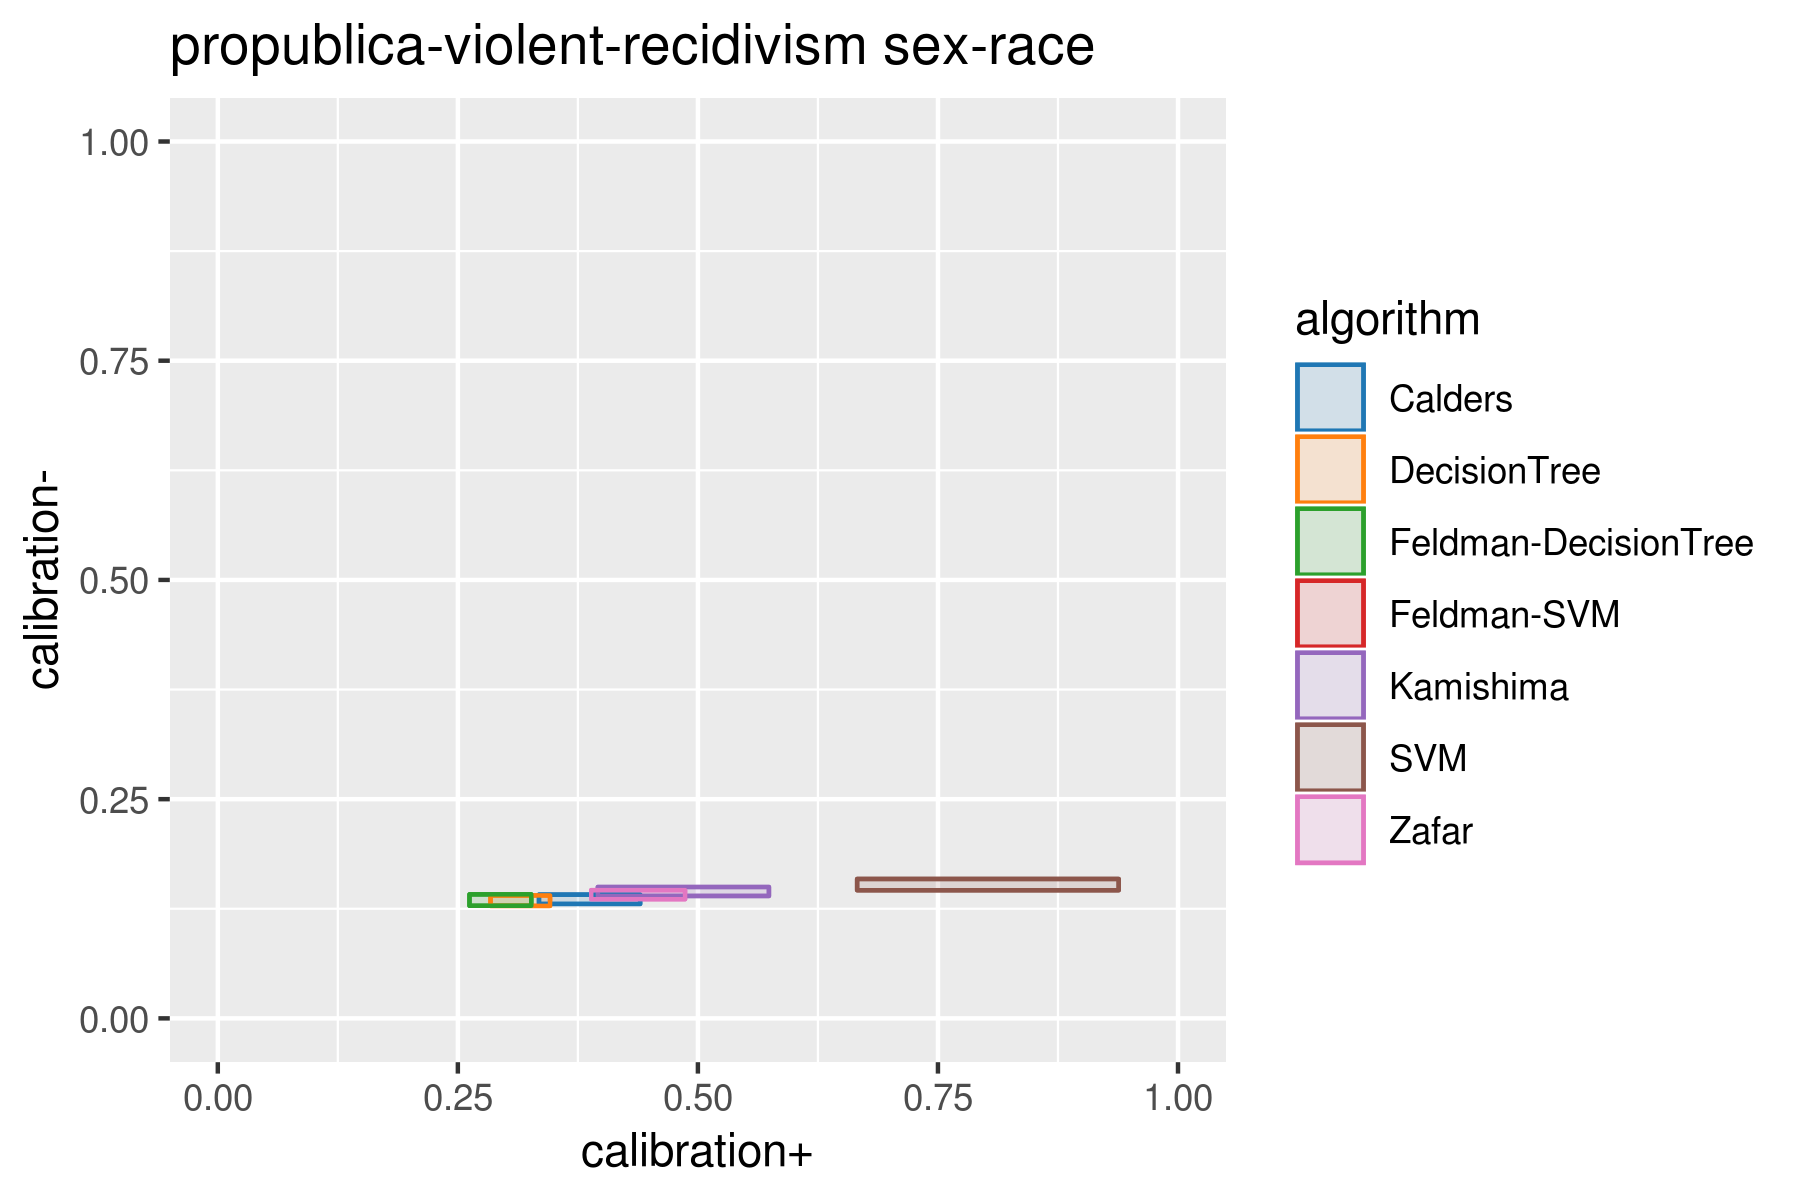 propublica-violent-recidivism sex-race
calibration-
1.00
0.75
0.50
0.25
0.00
0.00 0.25 0.50 0.75 1.00
calibration+
algorithm
Calders
DecisionTree
Feldman-DecisionTree
Feldman-SVM
Kamishima
SVM
Zafar